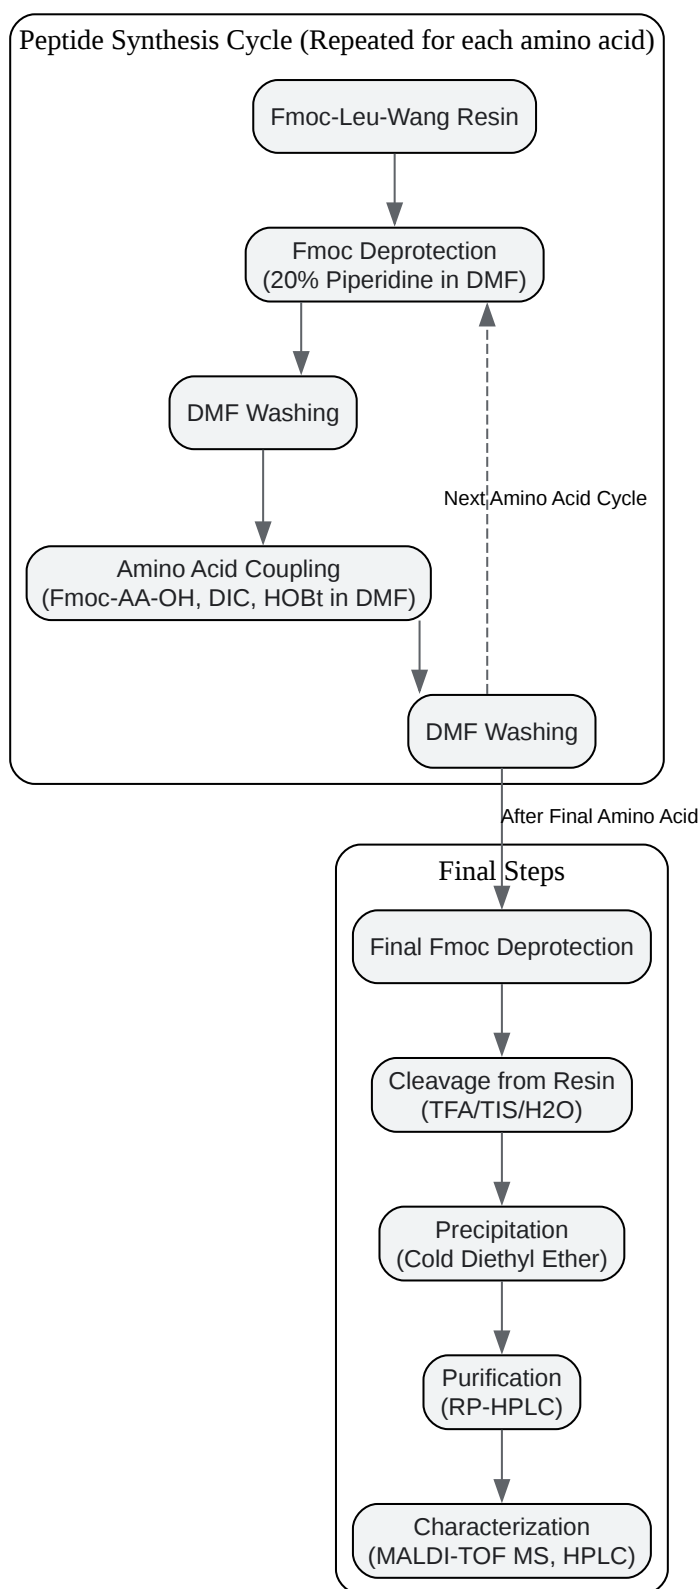 Peptide Synthesis Cycle (Repeated for each amino acid)
Fmoc-Leu-Wang Resin
Fmoc Deprotection
(20% Piperidine in DMF)
DMF Washing
Next Amino Acid Cycle
Amino Acid Coupling
(Fmoc-AA-OH, DIC, HOBt in DMF)
DMF Washing
After Final Amino Acid
Final Steps
Final Fmoc Deprotection
Cleavage from Resin
(TFA/TIS/H2O)
Precipitation
(Cold Diethyl Ether)
Purification
(RP-HPLC)
Characterization
(MALDI-TOF MS, HPLC)